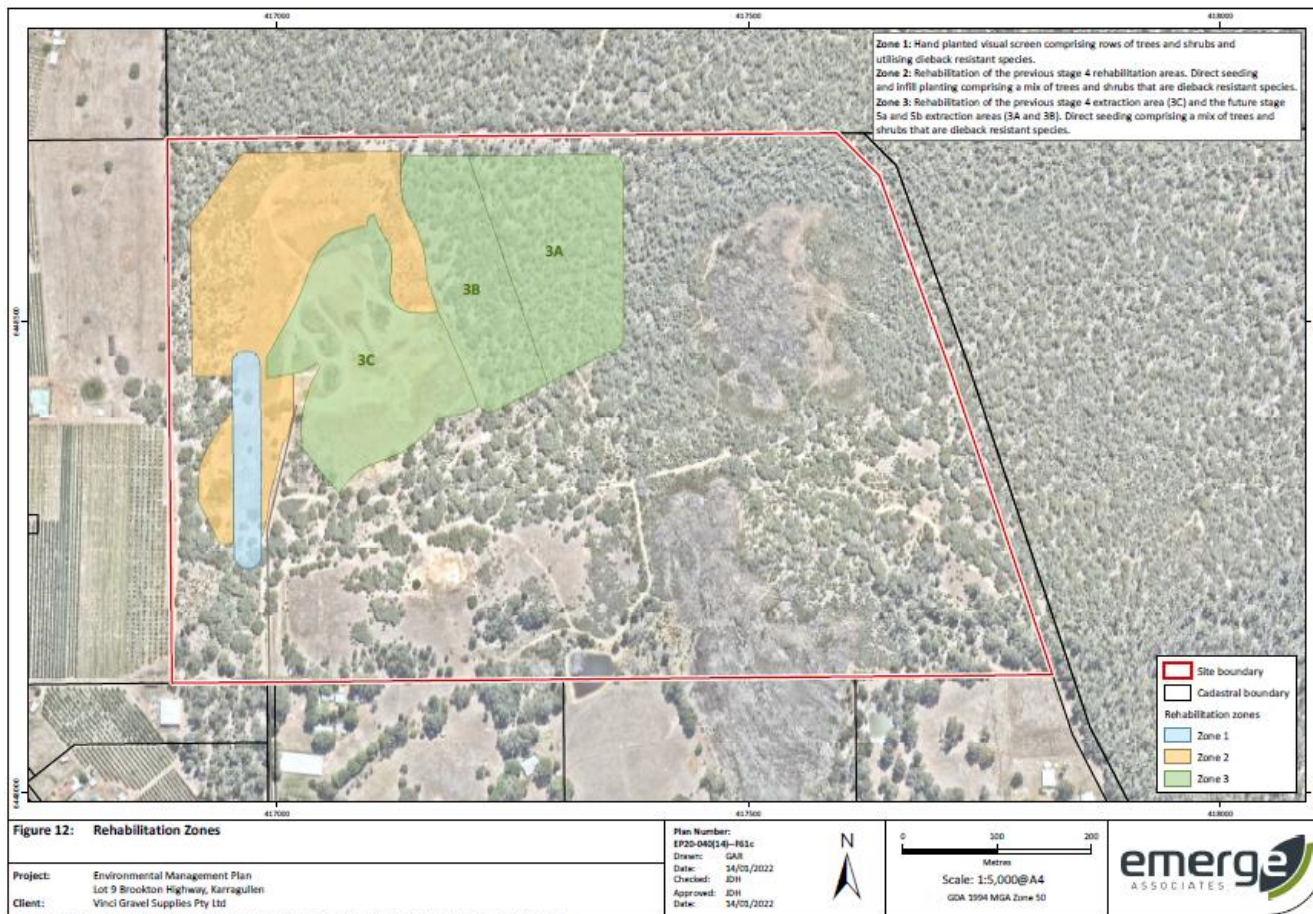 417000
417500
418000
Zone 1: Hand planted visual screen comprising rows of trees and shrubs and
utilising dieback resistant species.
Zone 2: Rehabilitation of the previous stage 4 rehabilitation areas. Direct seeding
and infill planting comprising a mix of trees and shrubs that are dieback resistant species.
Zone 3: Rehabilitation of the previous stage 4 extraction area (3C) and the future stage
5a and 5b extraction areas (3A and 3B). Direct seeding comprising a mix of trees and
shrubs that are dieback resistant species.
3A
3B
3C
6448500
Site boundary
Cadastral boundary
Rehabilitation zones
Zone 1
Zone 2
Zone 3
6448000
417000
417500
418000
Figure 12: Rehabilitation Zones
Project: Environmental Management Plan
Lot 9 Brookton Highway, Karragullen
Client: Vinci Gravel Supplies Pty Ltd
Plan Number:
EP20-040(14)--F61c
Drawn: GAR
Date: 14/01/2022
Checked: JDH
Approved: JDH
Date: 14/01/2022
N
0 100 200
Metres
Scale: 1:5,000@A4
GDA 1994 MGA Zone 50
emerge
ASSOCIATES